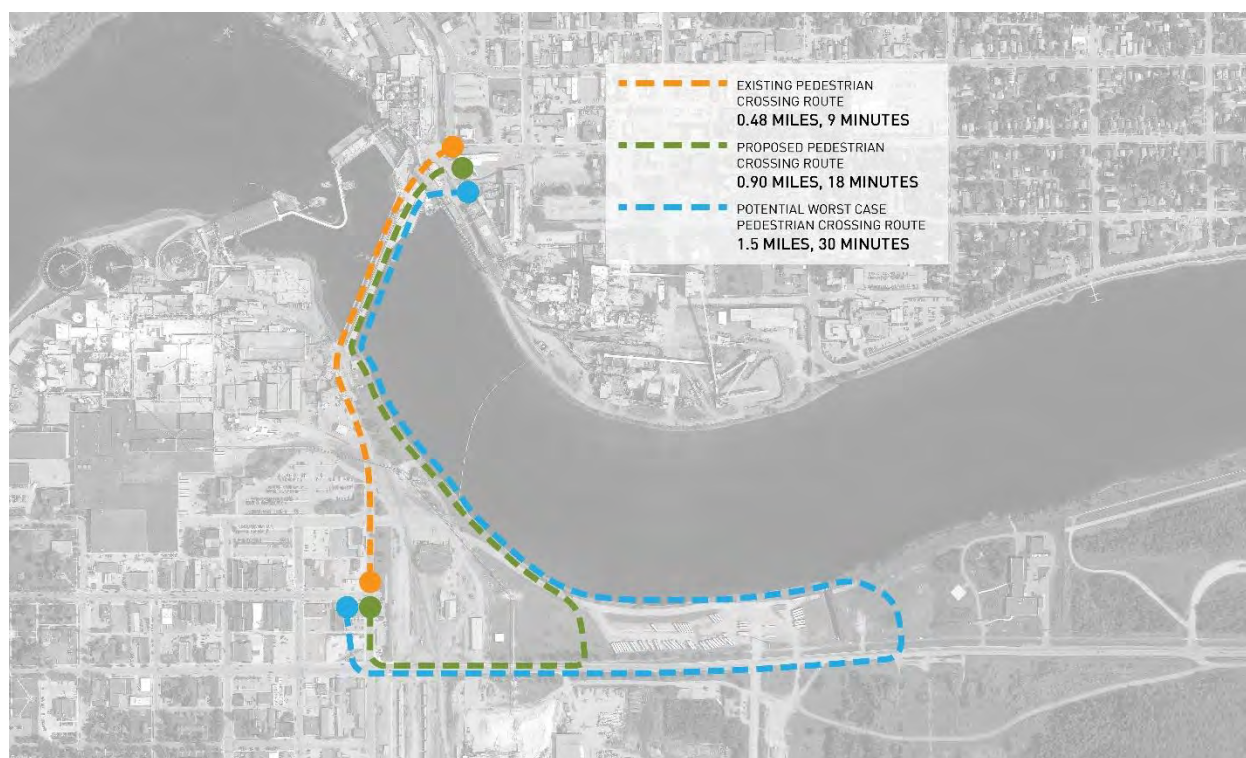 EXISTING PEDESTRIAN
CROSSING ROUTE
0.48 MILES, 9 MINUTES
PROPOSED PEDESTRIAN
CROSSING ROUTE
0.90 MILES, 18 MINUTES
POTENTIAL WORST CASE
PEDESTRIAN CROSSING ROUTE
1.5 MILES, 30 MINUTES